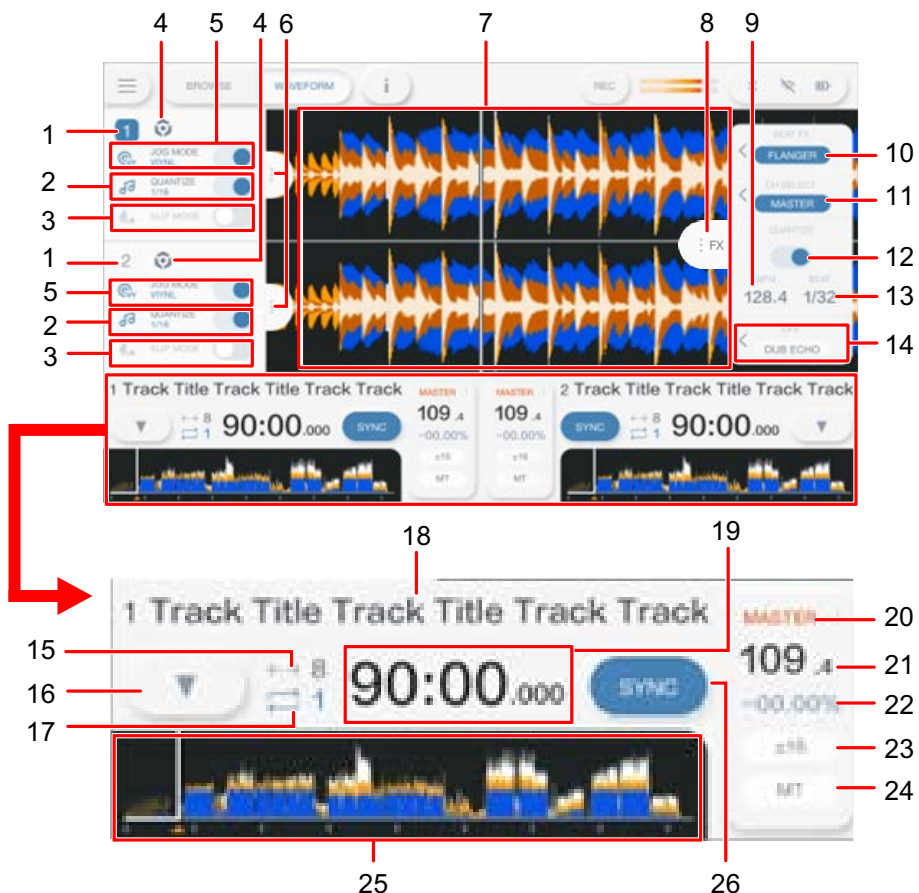 4 5 4 6 7 8 9
BROWSE WAVEFORM i REC
1 1
JOG MODE
VIYNL
2 QUANTIZE
1/16
3 SLIP MODE
BEAT FX
FLANGER 10
CH SELECT
MASTER 11
QUANTIZE
12
FX
1 2
5 JOG MODE
VIYNL
2 QUANTIZE
1/16
3 SLIP MODE
BPM BEAT
128.4 1/32 13
CFX
DUB ECHO 14
1 Track Title Track Title Track Track
8
1
90:00.000 SYNC
MASTER
109.4
-00.00%
±16
MT
MASTER
109.4
-00.00%
±16
MT
2 Track Title Track Title Track Track
SYNC
8
1
90:00.000
18 19
1 Track Title Track Title Track Track
MASTER 20
15 8
16
17 1
90:00.000 SYNC
109.4 21
-00.00% 22
±16 23
MT 24
25 26